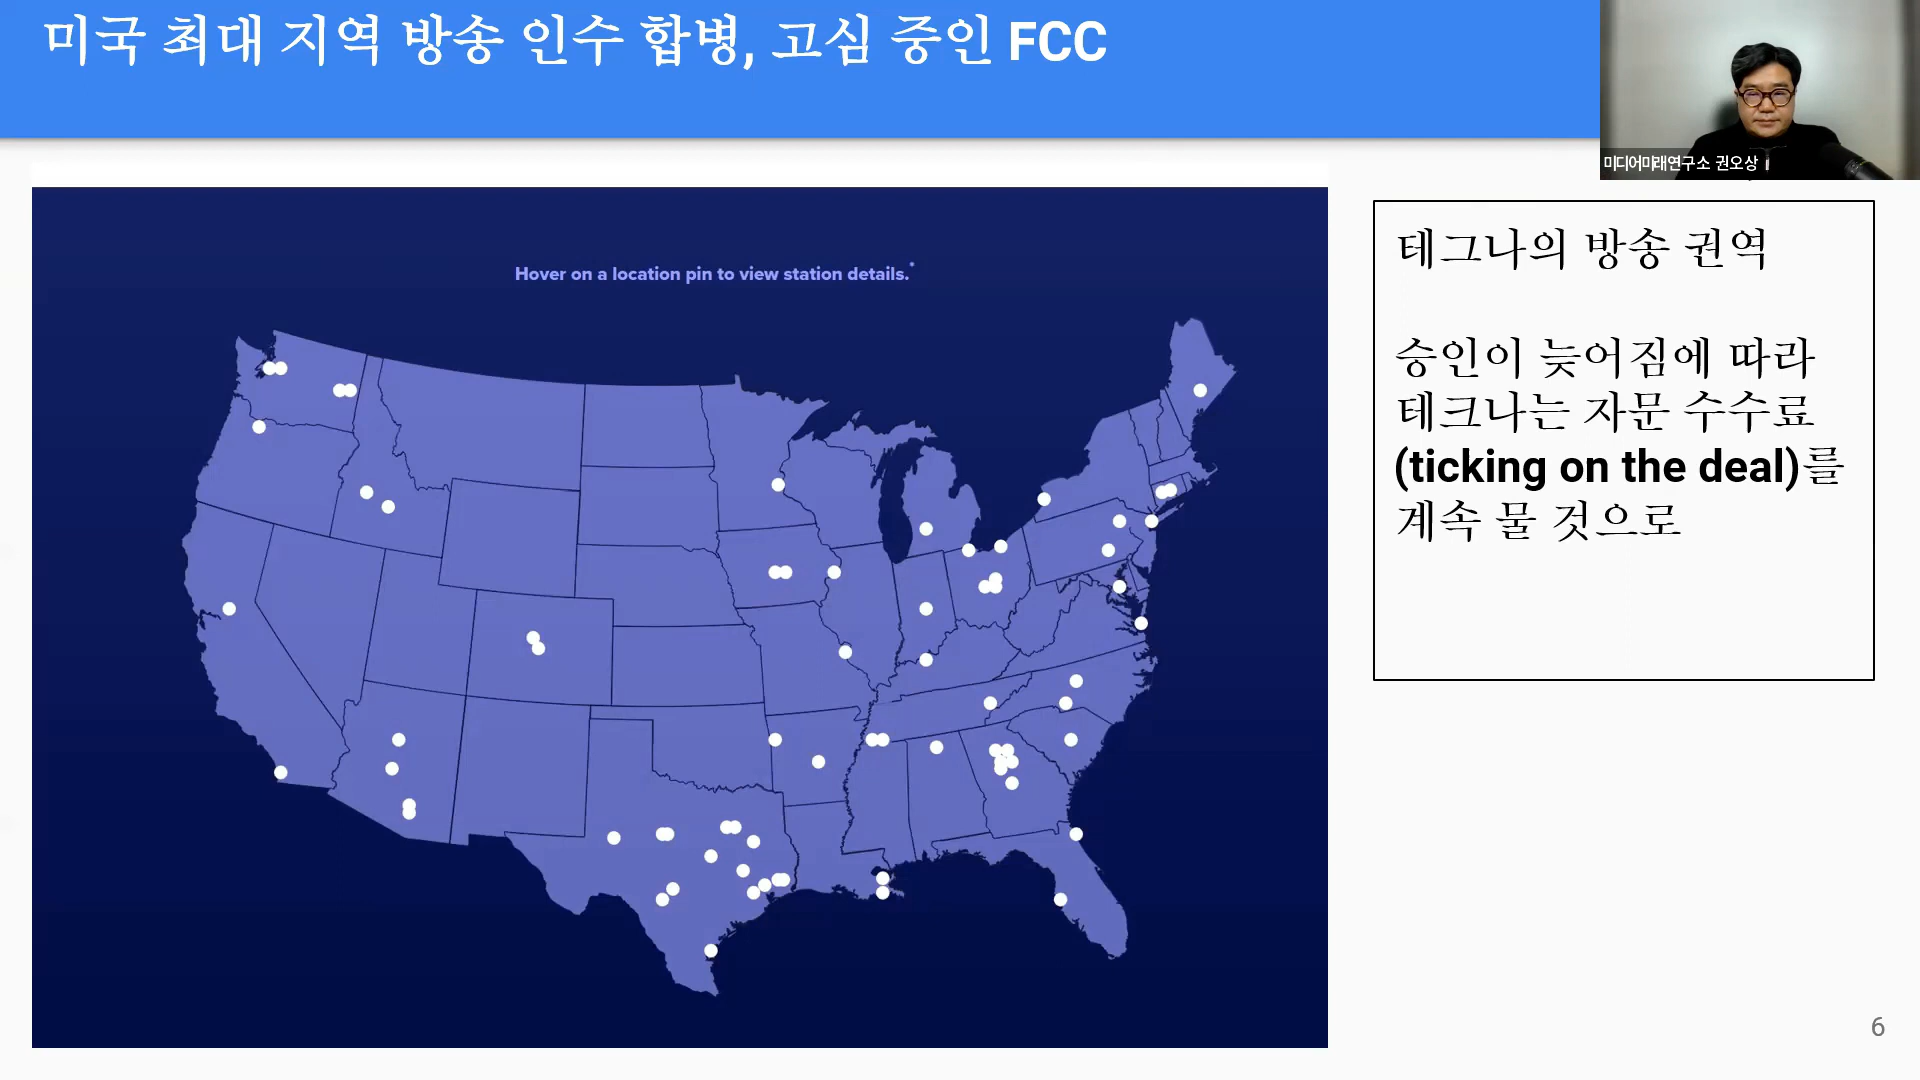 미국 최대 지역 방송 인수 합병, 고심 중인 FCC
미디어미래연구소 권오상
Hover on a location pin to view station details.*
테그나의 방송 권역
승인이 늦어짐에 따라
테크나는 자문 수수료
(ticking on the deal)를
계속 물 것으로
6